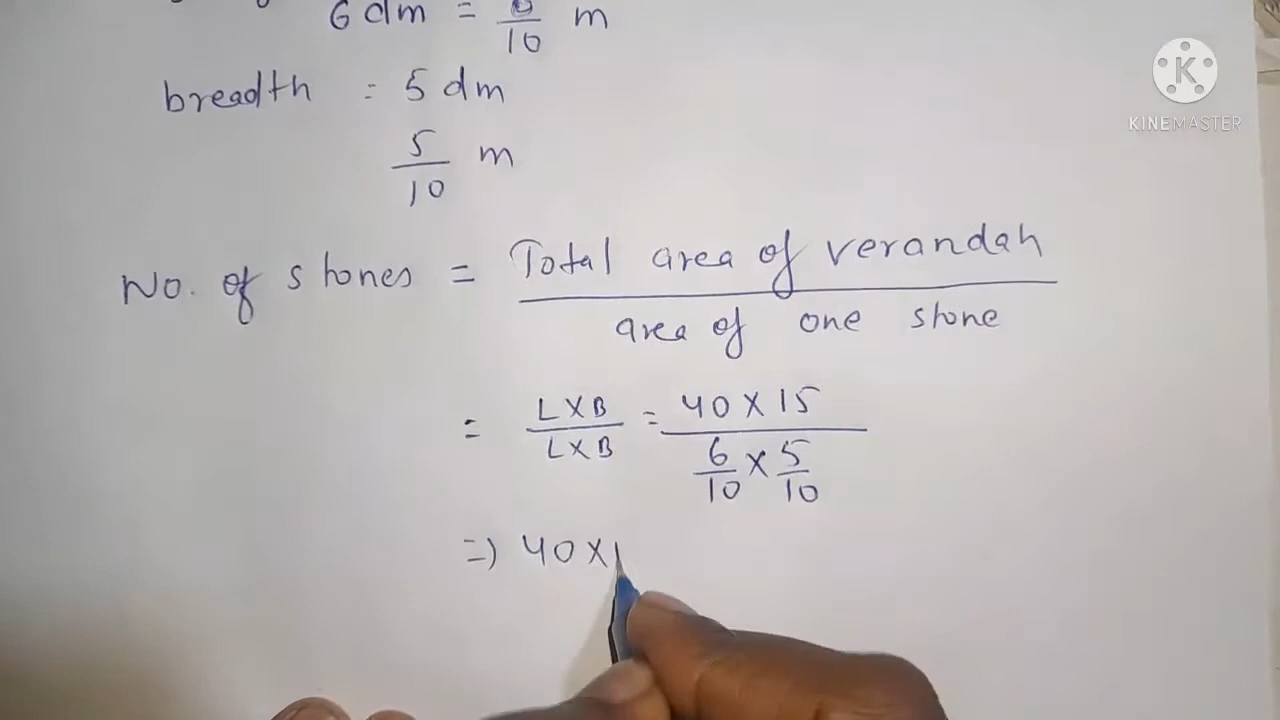 6 dm = 6/10 m
breadth = 5 dm
5/10 m
No. of stones = Total area of verandah / area of one stone
= L×B / L×B = 40×15 / 6/10 × 5/10
=) 40×1
K
KINEMASTER